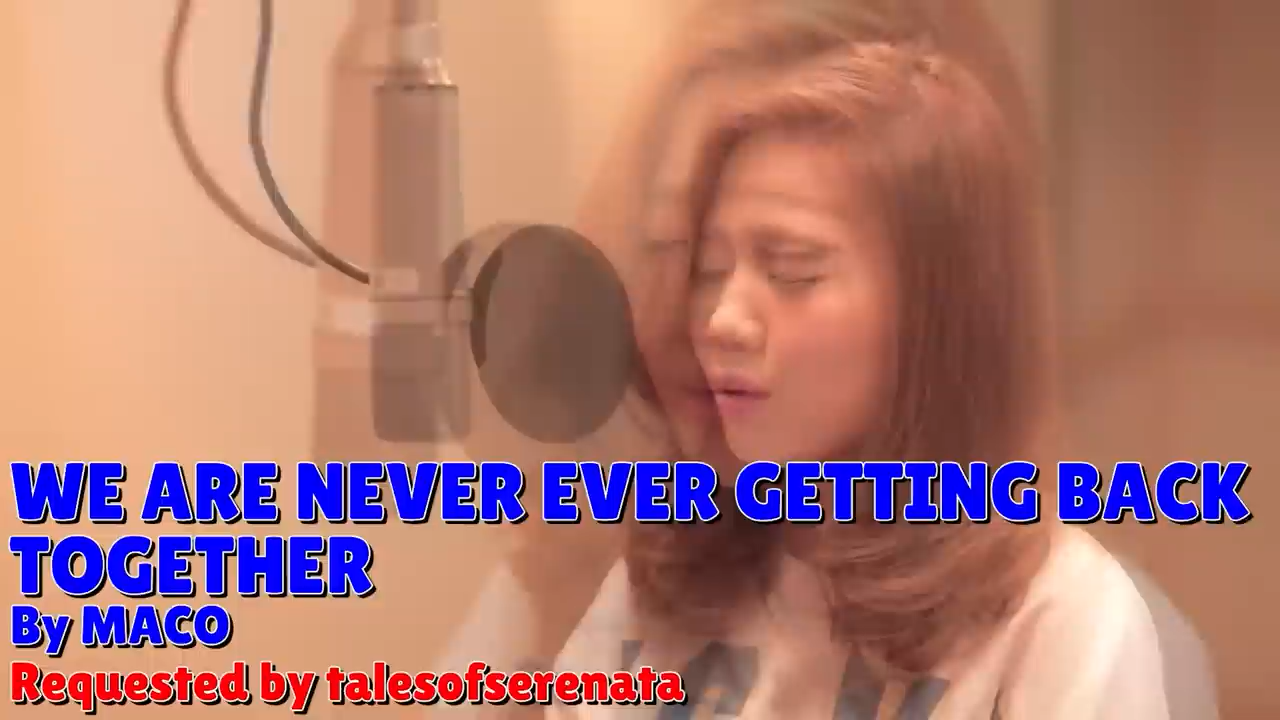 WE ARE NEVER EVER GETTING BACK
TOGETHER
By MACO
Requested by talesofserenata